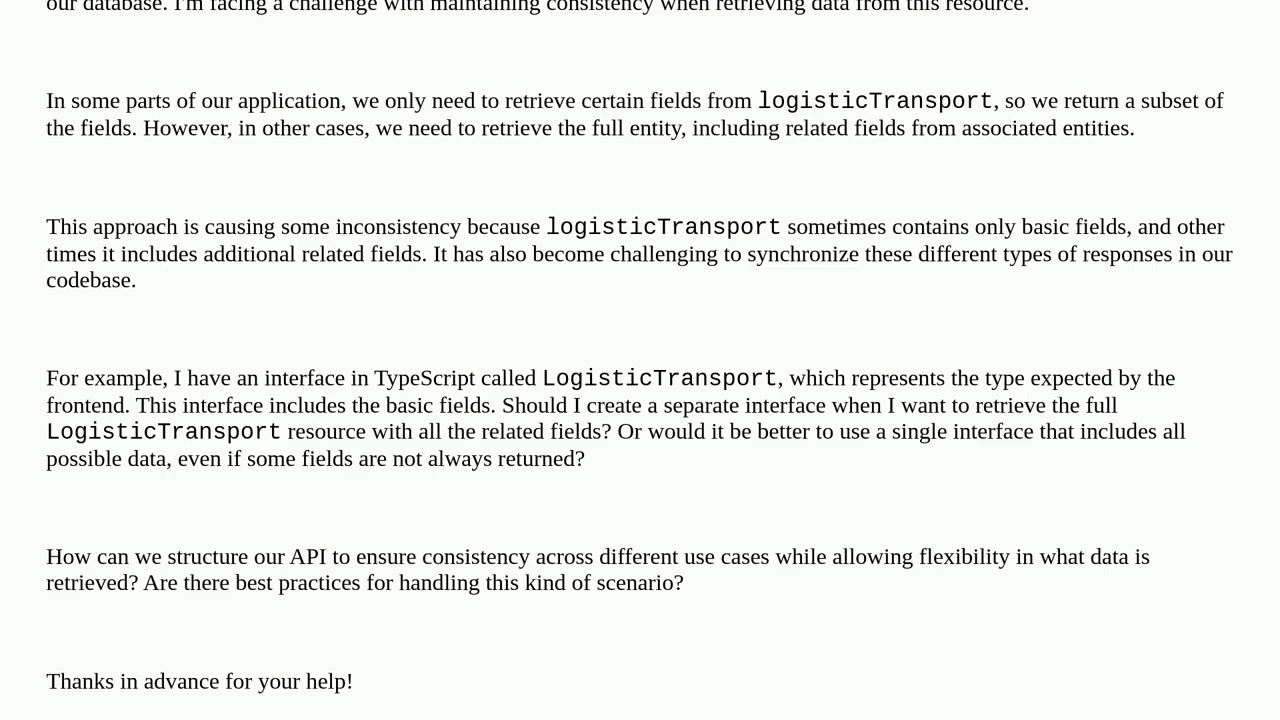 our database. I'm facing a challenge with maintaining consistency when retrieving data from this resource.
In some parts of our application, we only need to retrieve certain fields from logisticTransport, so we return a subset of
the fields. However, in other cases, we need to retrieve the full entity, including related fields from associated entities.
This approach is causing some inconsistency because logisticTransport sometimes contains only basic fields, and other
times it includes additional related fields. It has also become challenging to synchronize these different types of responses in our
codebase.
For example, I have an interface in TypeScript called LogisticTransport, which represents the type expected by the
frontend. This interface includes the basic fields. Should I create a separate interface when I want to retrieve the full
LogisticTransport resource with all the related fields? Or would it be better to use a single interface that includes all
possible data, even if some fields are not always returned?
How can we structure our API to ensure consistency across different use cases while allowing flexibility in what data is
retrieved? Are there best practices for handling this kind of scenario?
Thanks in advance for your help!